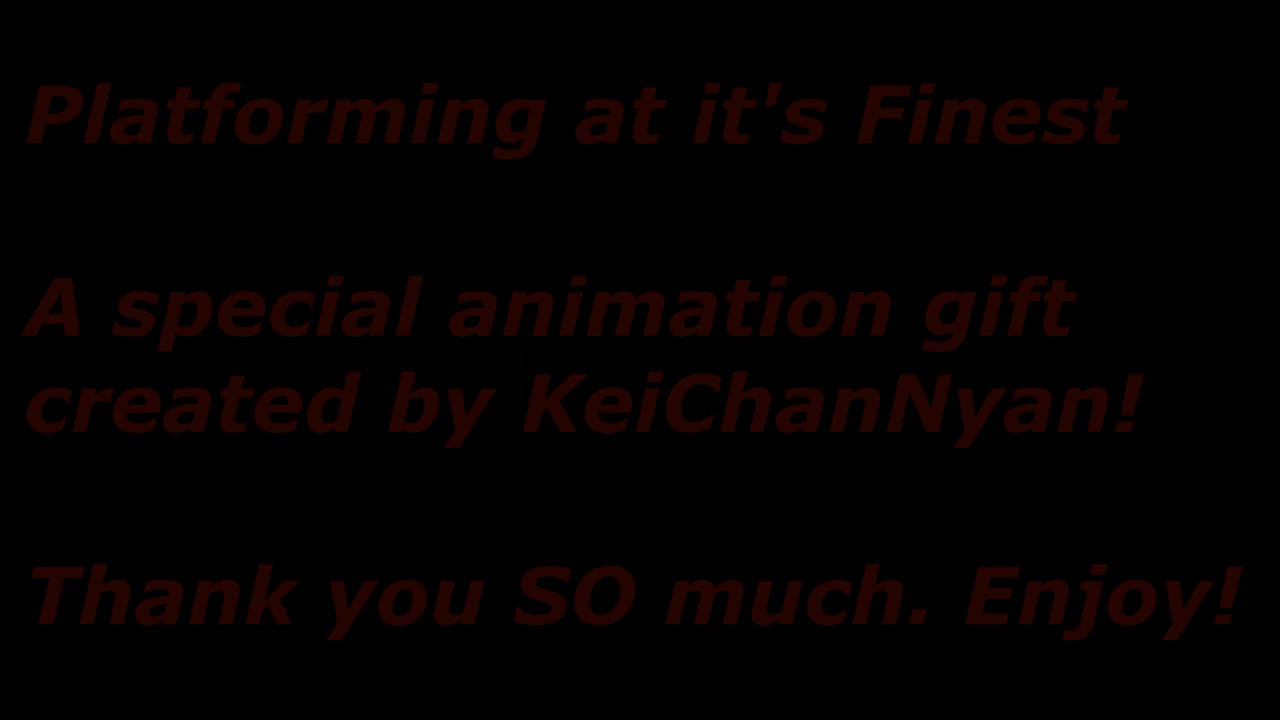 Platforming at it's Finest
A special animation gift
created by KeiChanNyan!
Thank you SO much. Enjoy!